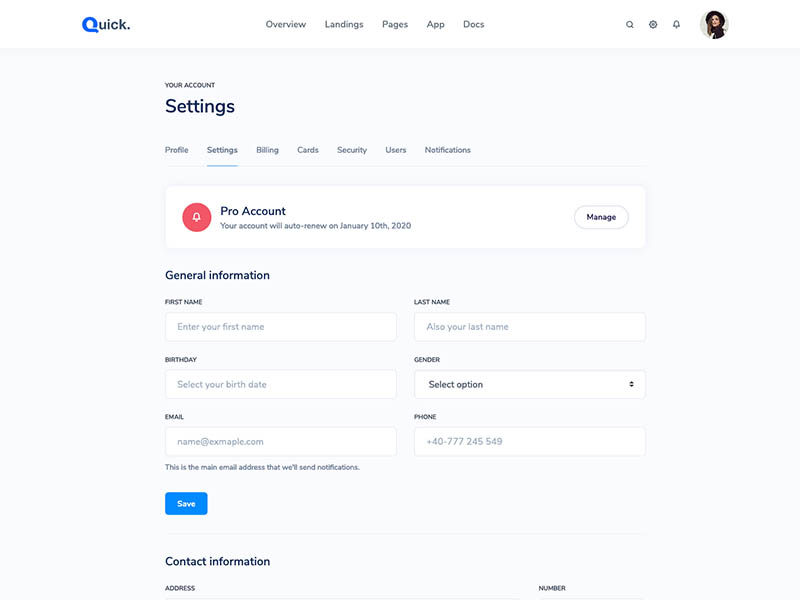 Quick.
Overview Landings Pages App Docs
YOUR ACCOUNT
Settings
Profile Settings Billing Cards Security Users Notifications
Pro Account
Your account will auto-renew on January 10th, 2020
Manage
General information
FIRST NAME LAST NAME
Enter your first name Also your last name
BIRTHDAY GENDER
Select your birth date Select option
EMAIL PHONE
name@exmaple.com +40-777 245 549
This is the main email address that we'll send notifications.
Save
Contact information
ADDRESS NUMBER